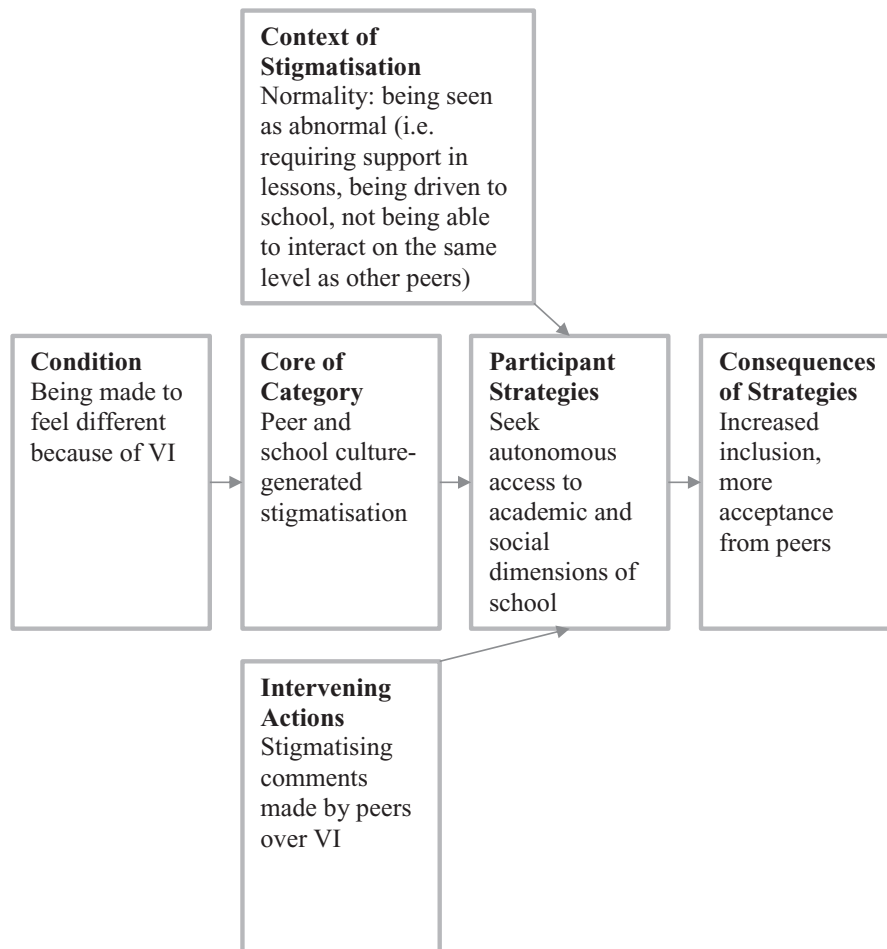 Context of
Stigmatisation
Normality: being seen
as abnormal (i.e.
requiring support in
lessons, being driven to
school, not being able
to interact on the same
level as other peers)
Condition
Being made to
feel different
because of VI
Core of
Category
Peer and
school culture-
generated
stigmatisation
Participant
Strategies
Seek
autonomous
access to
academic and
social
dimensions of
school
Consequences
of Strategies
Increased
inclusion,
more
acceptance
from peers
Intervening
Actions
Stigmatising
comments
made by peers
over VI